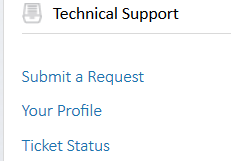 Technical Support
Submit a Request
Your Profile
Ticket Status